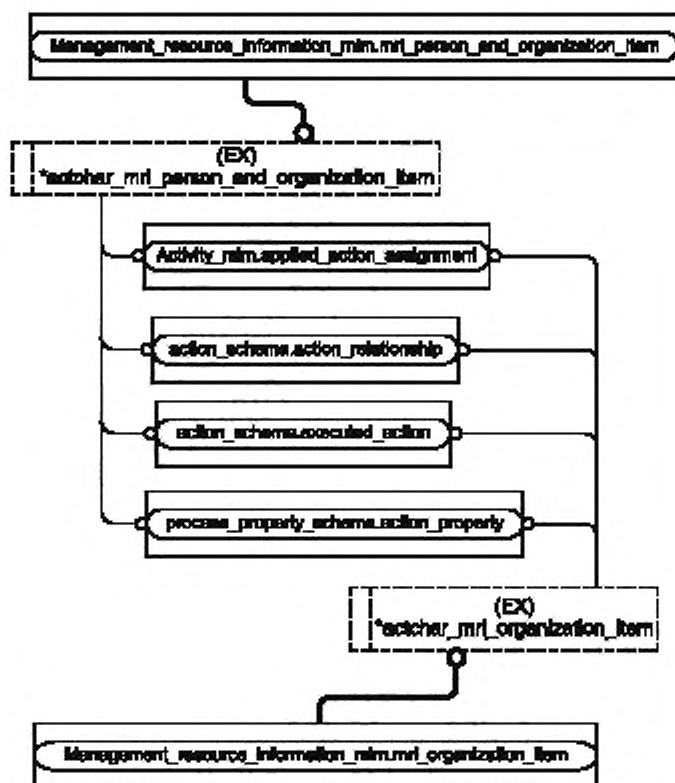 Management_resource_information_mim.mri_person_and_organization_item
(EX)
*actchar_mri_person_and_organization_item
Activity_mim.applied_action_assignment
action_schema.action_relationship
action_schema.executed_action
process_property_schema.action_property
(EX)
*actchar_mri_organization_item
Management_resource_information_mim.mri_organization_item